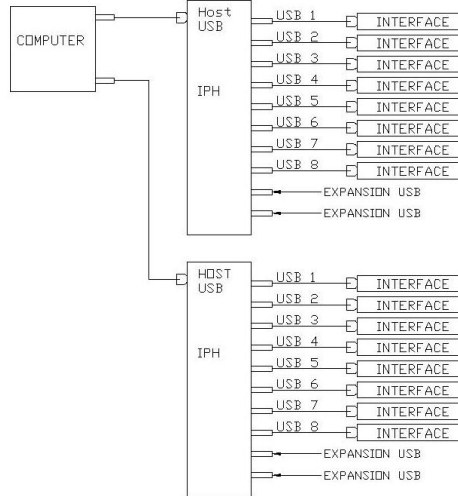 COMPUTER
Host
USB
IPH
USB 1 INTERFACE
USB 2 INTERFACE
USB 3 INTERFACE
USB 4 INTERFACE
USB 5 INTERFACE
USB 6 INTERFACE
USB 7 INTERFACE
USB 8 INTERFACE
EXPANSION USB
EXPANSION USB
HOST
USB
IPH
USB 1 INTERFACE
USB 2 INTERFACE
USB 3 INTERFACE
USB 4 INTERFACE
USB 5 INTERFACE
USB 6 INTERFACE
USB 7 INTERFACE
USB 8 INTERFACE
EXPANSION USB
EXPANSION USB